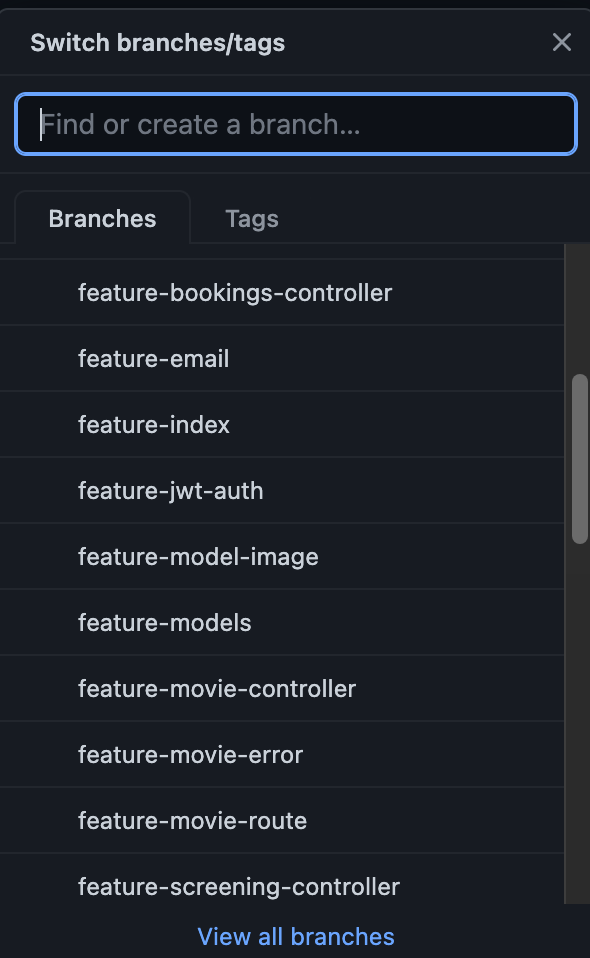 Switch branches/tags
Find or create a branch...
Branches
Tags
feature-bookings-controller
feature-email
feature-index
feature-jwt-auth
feature-model-image
feature-models
feature-movie-controller
feature-movie-error
feature-movie-route
feature-screening-controller
View all branches